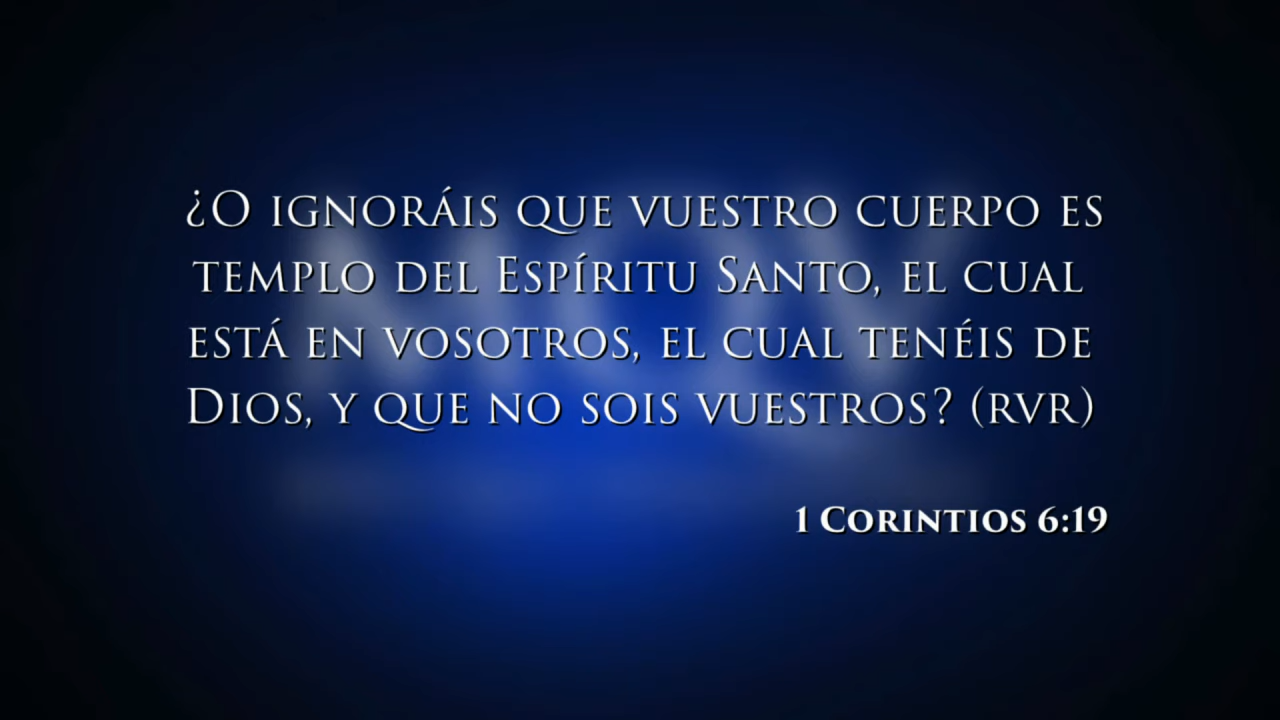 ¿O ignoráis que vuestro cuerpo es
templo del Espíritu Santo, el cual
está en vosotros, el cual tenéis de
Dios, y que no sois vuestros? (rvr)
1 Corintios 6:19